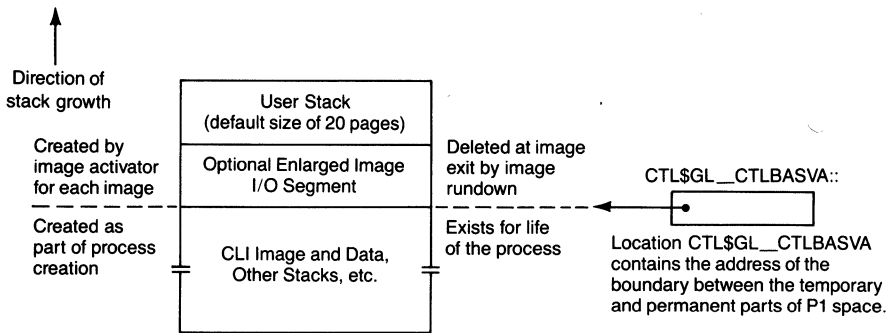 Direction of
stack growth
User Stack
(default size of 20 pages)
Created by
image activator
for each image
Optional Enlarged Image
I/O Segment
Deleted at image
exit by image
rundown
CTL$GL__CTLBASVA::
Created as
part of process
creation
CLI Image and Data,
Other Stacks, etc.
Exists for life
of the process
Location CTL$GL__CTLBASVA
contains the address of the
boundary between the temporary
and permanent parts of P1 space.